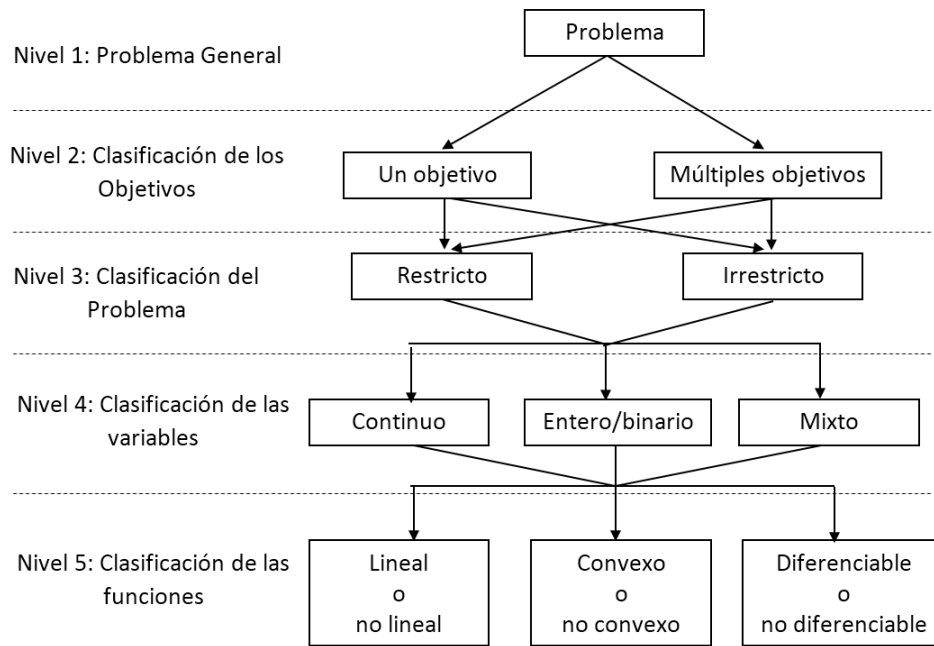 Problema
Nivel 1: Problema General
Nivel 2: Clasificación de los
Objetivos
Un objetivo
Múltiples objetivos
Nivel 3: Clasificación del
Problema
Restricto
Irrestricto
Nivel 4: Clasificación de las
variables
Continuo
Entero/binario
Mixto
Nivel 5: Clasificación de las
funciones
Lineal
o
no lineal
Convexo
o
no convexo
Diferenciable
o
no diferenciable